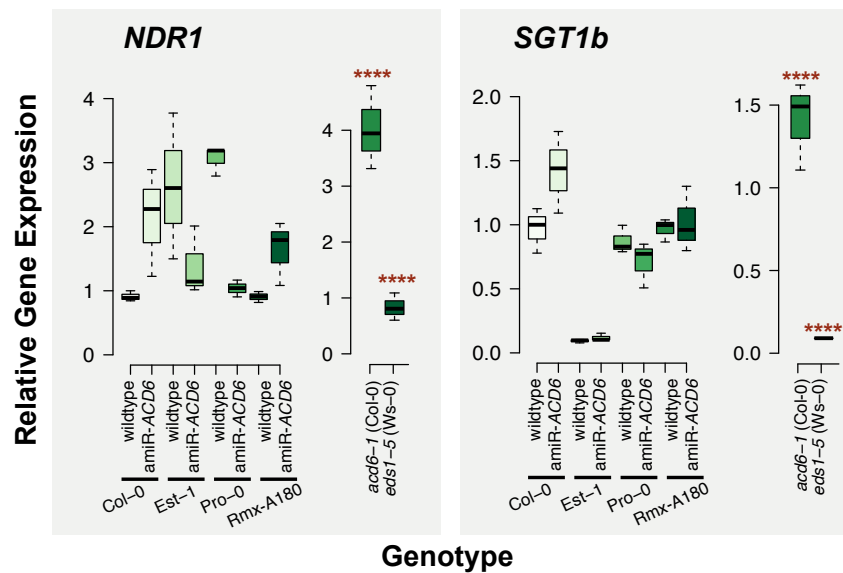 NDR1
SGT1b
Relative Gene Expression
4
3
2
1
0
****
4
3
2
1
0
****
wildtype
amiR-ACD6
wildtype
amiR-ACD6
wildtype
amiR-ACD6
wildtype
amiR-ACD6
Col–0
Est–1
Pro–0
Rmx-A180
acd6–1 (Col-0)
eds1–5 (Ws–0)
2.0
1.5
1.0
0.5
0.0
****
1.5
1.0
0.5
0.0
****
wildtype
amiR-ACD6
wildtype
amiR-ACD6
wildtype
amiR-ACD6
wildtype
amiR-ACD6
Col–0
Est–1
Pro–0
Rmx-A180
acd6–1 (Col-0)
eds1–5 (Ws–0)
Genotype